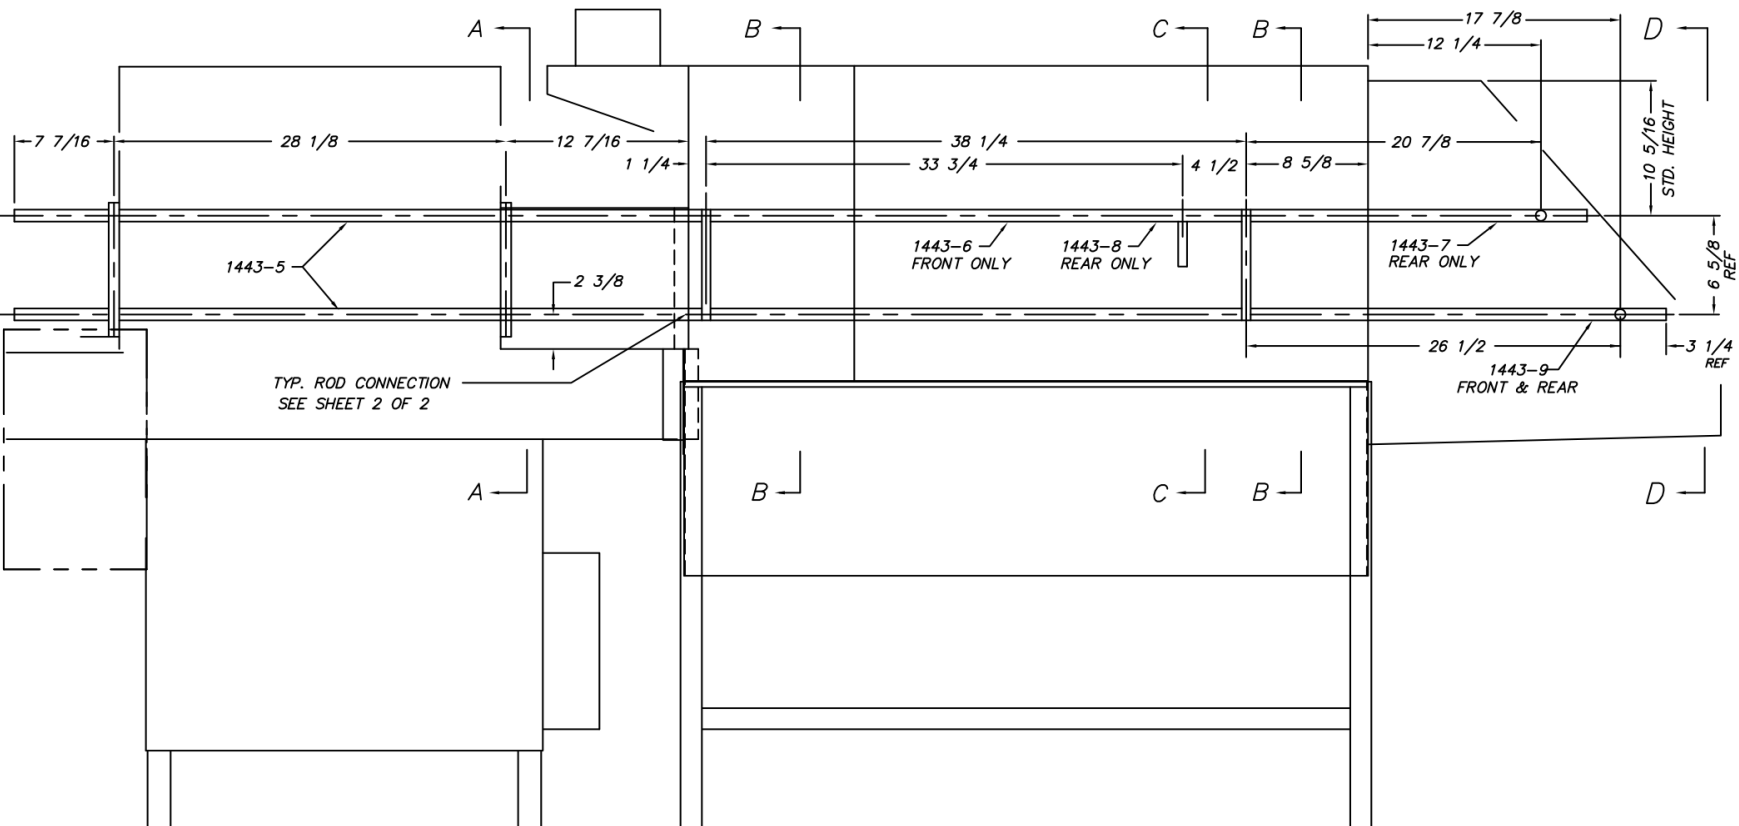 17 7/8
A
B
C
B
D
12 1/4
7 7/16
28 1/8
12 7/16
38 1/4
20 7/8
10 5/16
STD. HEIGHT
1 1/4
33 3/4
4 1/2
8 5/8
1443-5
1443-6
FRONT ONLY
1443-8
REAR ONLY
1443-7
REAR ONLY
6 5/8
REF
2 3/8
26 1/2
3 1/4
REF
TYP. ROD CONNECTION
SEE SHEET 2 OF 2
1443-9
FRONT & REAR
A
B
C
B
D